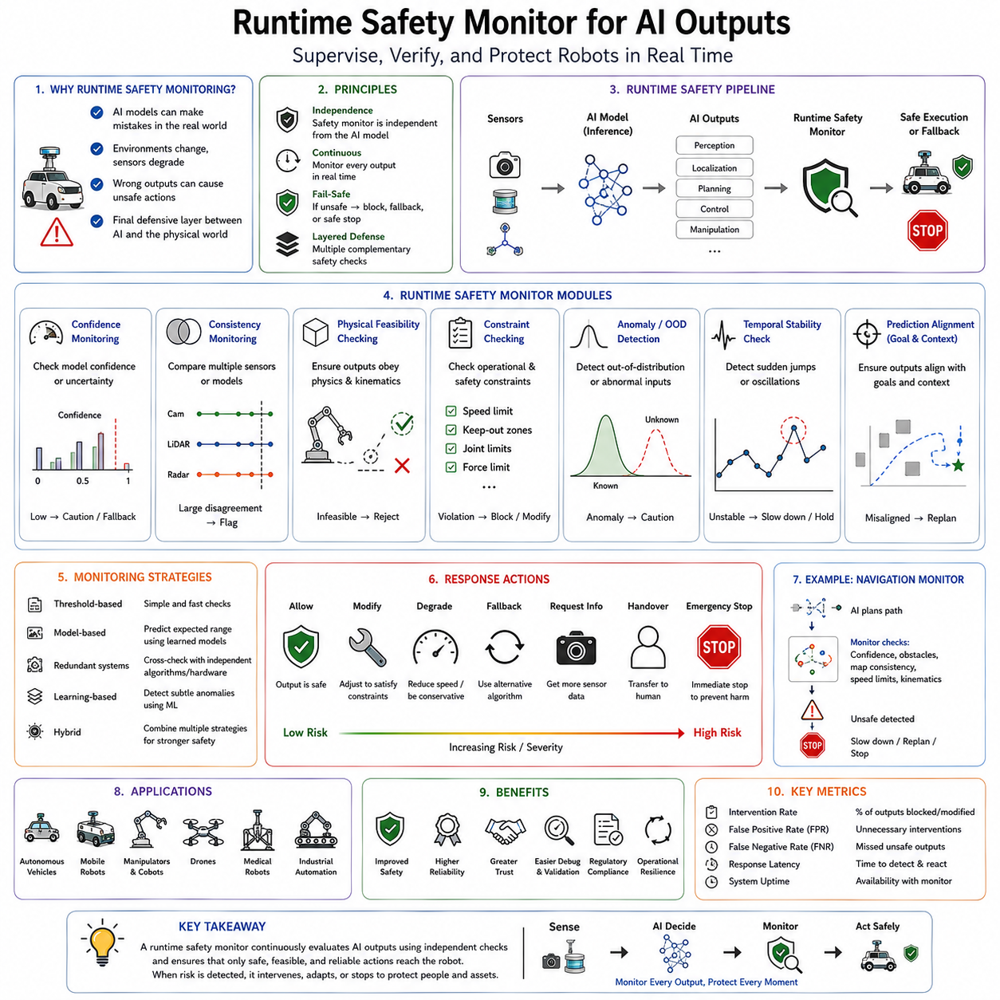 Runtime Safety Monitor for AI Outputs
Supervise, Verify, and Protect Robots in Real Time
1. WHY RUNTIME SAFETY MONITORING?
AI models can make
mistakes in the real world
Environments change,
sensors degrade
Wrong outputs can cause
unsafe actions
Final defensive layer between
AI and the physical world
2. PRINCIPLES
Independence
Safety monitor is independent
from the AI model
Continuous
Monitor every output
in real time
Fail-Safe
If unsafe → block, fallback,
or safe stop
Layered Defense
Multiple complementary
safety checks
3. RUNTIME SAFETY PIPELINE
Sensors
AI Model
(Inference)
AI Outputs
Perception
Localization
Planning
Control
Manipulation
...
Runtime Safety
Monitor
Safe Execution
or Fallback
STOP
4. RUNTIME SAFETY MONITOR MODULES
Confidence
Monitoring
Check model confidence
or uncertainty
Confidence
0 0.5 1
Low → Caution / Fallback
Consistency
Monitoring
Compare multiple sensors
or models
Cam
LiDAR
Radar
Large disagreement
→ Flag
Physical Feasibility
Checking
Ensure outputs obey
physics & kinematics
Infeasible → Reject
Constraint
Checking
Check operational &
safety constraints
Speed limit
Keep-out zones
Joint limits
Force limit
...
Violation → Block / Modify
Anomaly / OOD
Detection
Detect out-of-distribution
or abnormal inputs
Unknown
Known
Anomaly → Caution
Temporal Stability
Check
Detect sudden jumps
or oscillations
Unstable → Slow down / Hold
Prediction Alignment
(Goal & Context)
Ensure outputs align with
goals and context
Misaligned → Replan
5. MONITORING STRATEGIES
Threshold-based
Simple and fast checks
Model-based
Predict expected range
using learned models
Redundant systems
Cross-check with independent
algorithms/hardware
Learning-based
Detect subtle anomalies
using ML
Hybrid
Combine multiple strategies
for stronger safety
6. RESPONSE ACTIONS
Allow
Output is safe
Modify
Adjust to satisfy
constraints
Degrade
Reduce speed /
be conservative
Fallback
Use alternative
algorithm
Request Info
Get more sensor
data
Handover
Transfer to
human
Emergency Stop
STOP
Immediate stop
to prevent harm
Low Risk
High Risk
Increasing Risk / Severity
7. EXAMPLE: NAVIGATION MONITOR
AI plans path
Monitor checks:
Confidence, obstacles,
map consistency,
speed limits, kinematics
Unsafe detected
STOP
Slow down / Replan /
Stop
8. APPLICATIONS
Autonomous
Vehicles
Mobile
Robots
Manipulators
& Cobots
Drones
Medical
Robots
Industrial
Automation
9. BENEFITS
Improved
Safety
Higher
Reliability
Greater
Trust
Easier Debug
& Validation
Regulatory
Compliance
Operational
Resilience
10. KEY METRICS
Intervention Rate
% of outputs blocked/modified
False Positive Rate (FPR)
Unnecessary interventions
False Negative Rate (FNR)
Missed unsafe outputs
Response Latency
Time to detect & react
System Uptime
Availability with monitor
KEY TAKEAWAY
A runtime safety monitor continuously evaluates AI outputs using independent checks
and ensures that only safe, feasible, and reliable actions reach the robot.
When risk is detected, it intervenes, adapts, or stops to protect people and assets.
Sense
AI Decide
Monitor
Act Safely
Monitor Every Output, Protect Every Moment